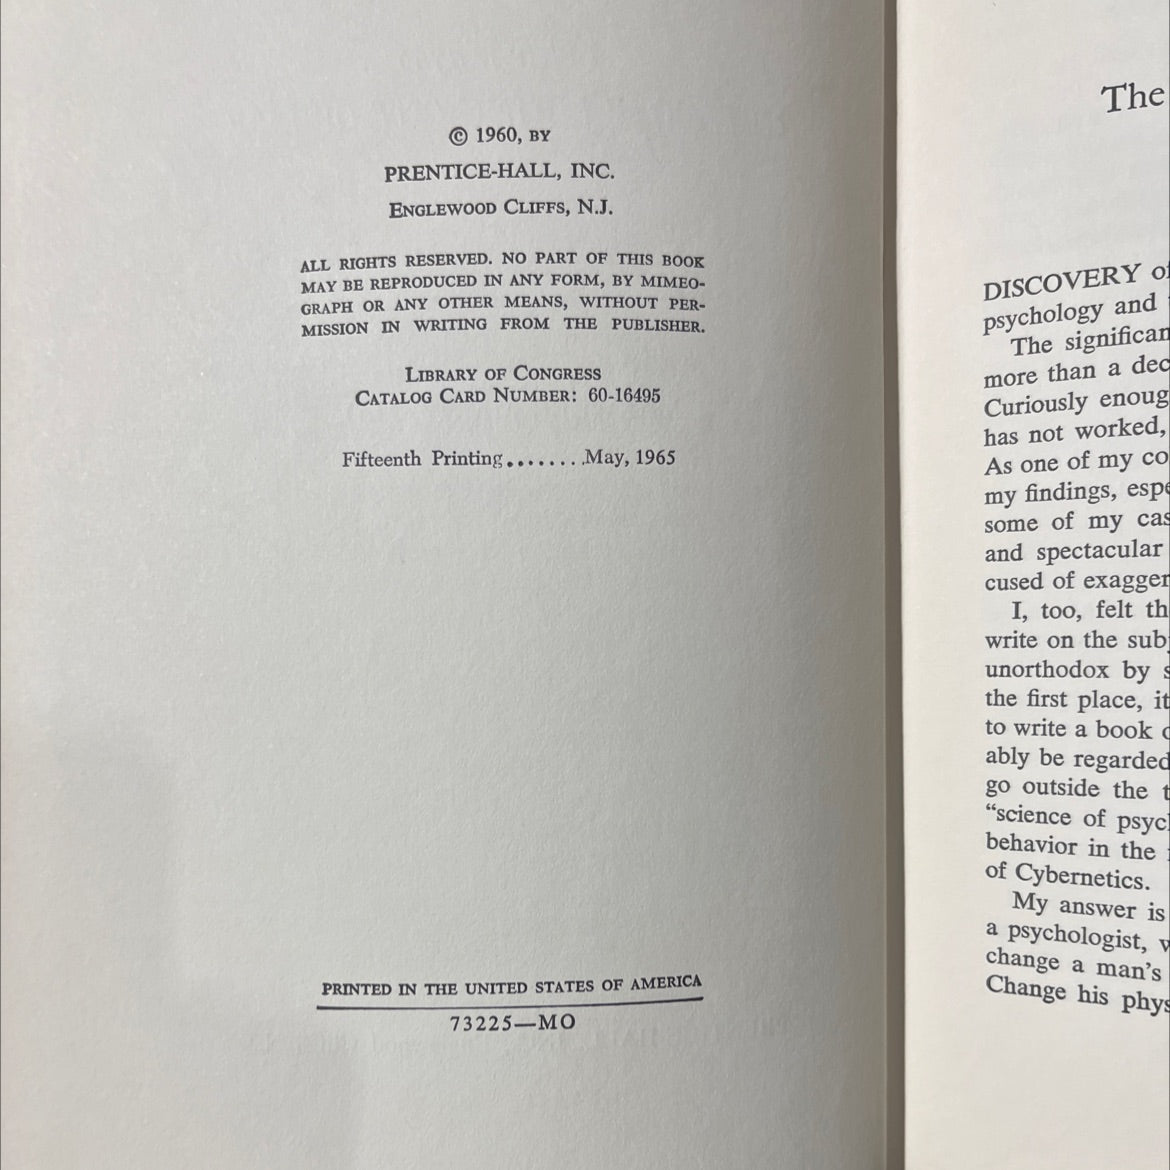 © 1960, BY
PRENTICE-HALL, INC.
ENGLEWOOD CLIFFS, N.J.
ALL RIGHTS RESERVED. NO PART OF THIS BOOK
MAY BE REPRODUCED IN ANY FORM, BY MIMEO-
GRAPH OR ANY OTHER MEANS, WITHOUT PER-
MISSION IN WRITING FROM THE PUBLISHER.
LIBRARY OF CONGRESS
CATALOG CARD NUMBER: 60-16495
Fifteenth Printing........May, 1965
PRINTED IN THE UNITED STATES OF AMERICA
73225—MO
The
DISCOVERY of
psychology and
The significan
more than a dec
Curiously enoug
has not worked,
As one of my co
my findings, espe
some of my cas
and spectacular
cused of exagger
I, too, felt th
write on the subj
unorthodox by s
the first place, it
to write a book
ably be regarded
go outside the t
“science of psycl
behavior in the
of Cybernetics.
My answer is
a psychologist, w
change a man’s
Change his phys